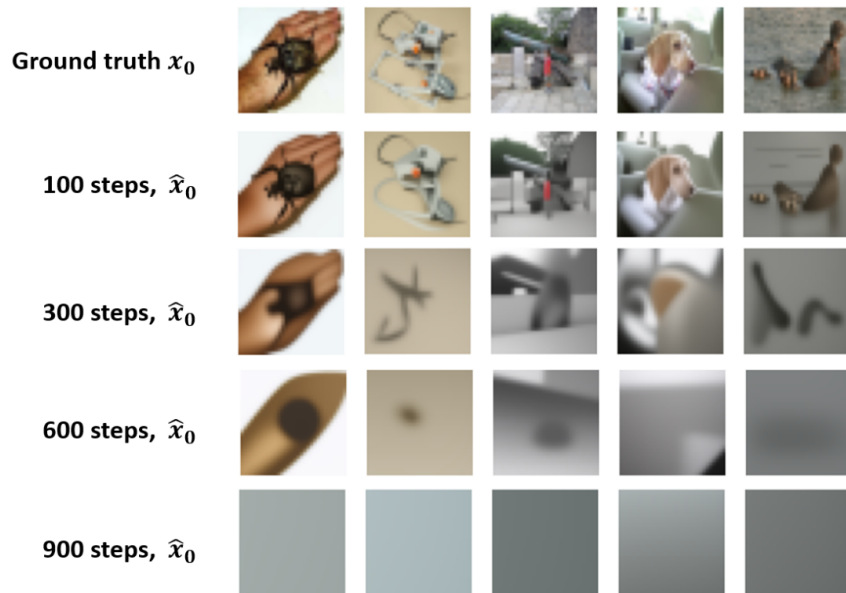 Ground truth x₀
100 steps, x̂₀
300 steps, x̂₀
600 steps, x̂₀
900 steps, x̂₀